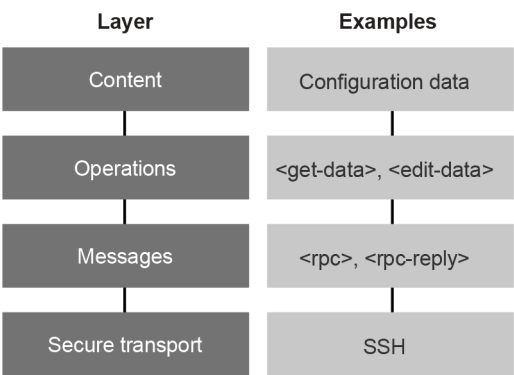 Layer Examples
Content Configuration data
Operations <get-data>, <edit-data>
Messages <rpc>, <rpc-reply>
Secure transport SSH